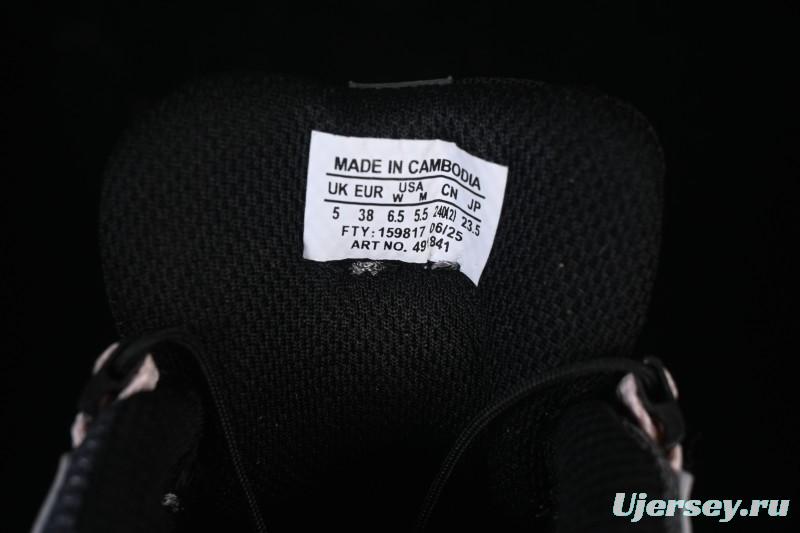 MADE IN CAMBODIA
UK EUR USA W M CN JP
5 38 6.5 5.5 240(2) 23.5
FTY: 159817 06/25
ART NO. 49841
Ujersey.ru